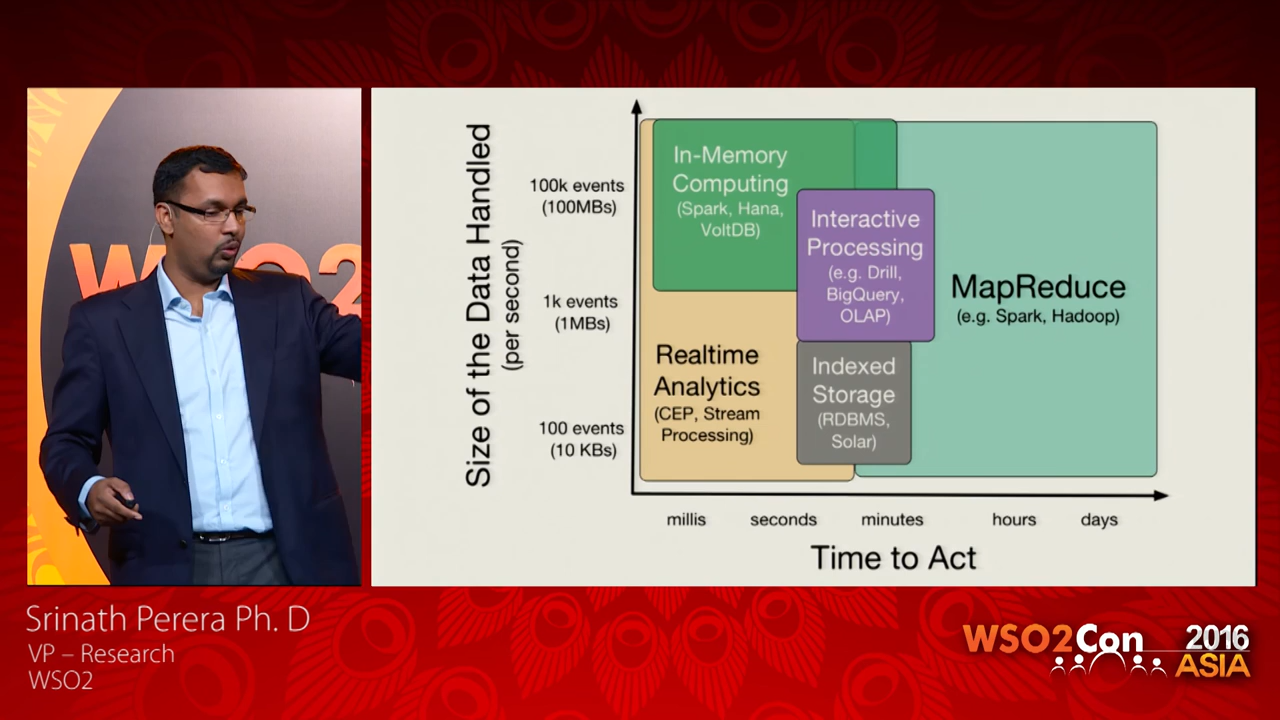 WSO2
Size of the Data Handled
(per second)
100k events
(100MBs)
1k events
(1MBs)
100 events
(10 KBs)
In-Memory
Computing
(Spark, Hana,
VoltDB)
Interactive
Processing
(e.g. Drill,
BigQuery,
OLAP)
MapReduce
(e.g. Spark, Hadoop)
Realtime
Analytics
(CEP, Stream
Processing)
Indexed
Storage
(RDBMS,
Solar)
millis seconds minutes hours days
Time to Act
Srinath Perera Ph. D
VP – Research
WSO2
WSO2Con 2016
ASIA